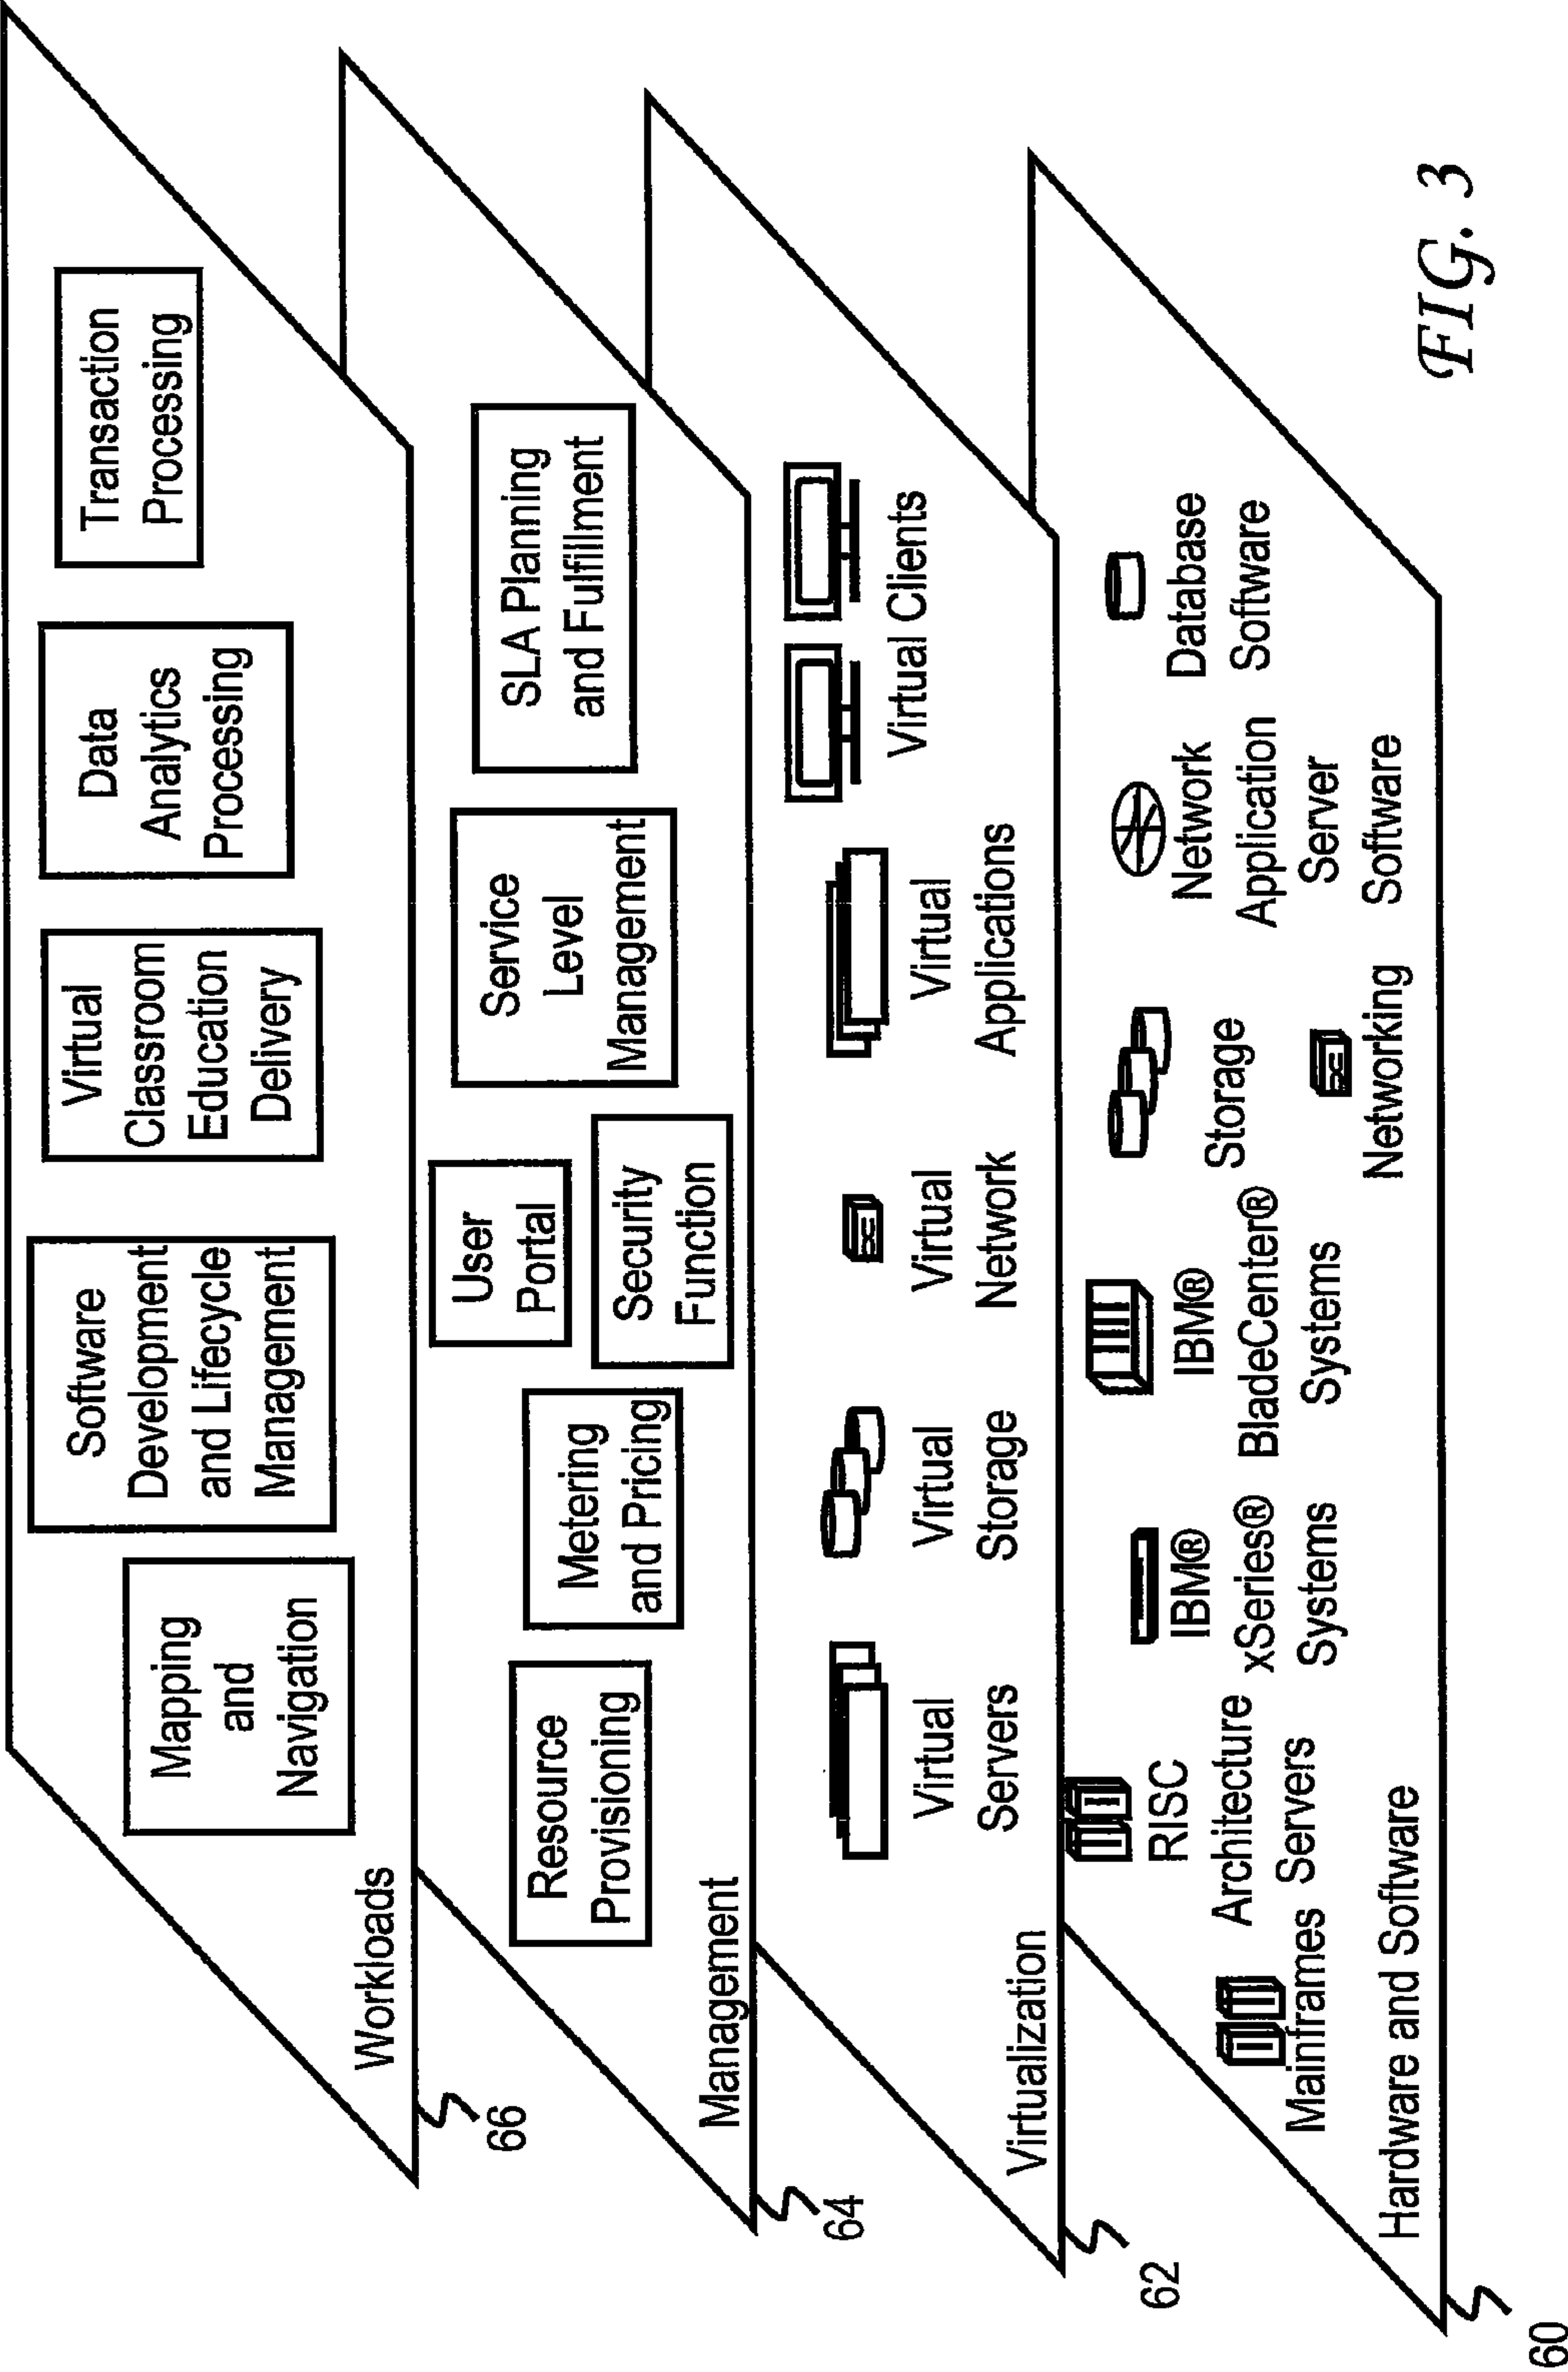 Mapping
and
Navigation
Software
Development
and Lifecycle
Management
Virtual
Classroom
Education
Delivery
Data
Analytics
Processing
Transaction
Processing
Workloads
66
Resource
Provisioning
Metering
and Pricing
User
Portal
Security
Function
Service
Level
Management
SLA Planning
and Fulfillment
Management
64
Virtual
Servers
Virtual
Storage
Virtual
Network
Virtual
Applications
Virtual Clients
Virtualization
62
Mainframes
RISC
Architecture
Servers
IBM®
xSeries®
Systems
IBM®
BladeCenter®
Systems
Storage
Networking
Network
Application
Server
Software
Database
Software
Hardware and Software
60
FIG. 3